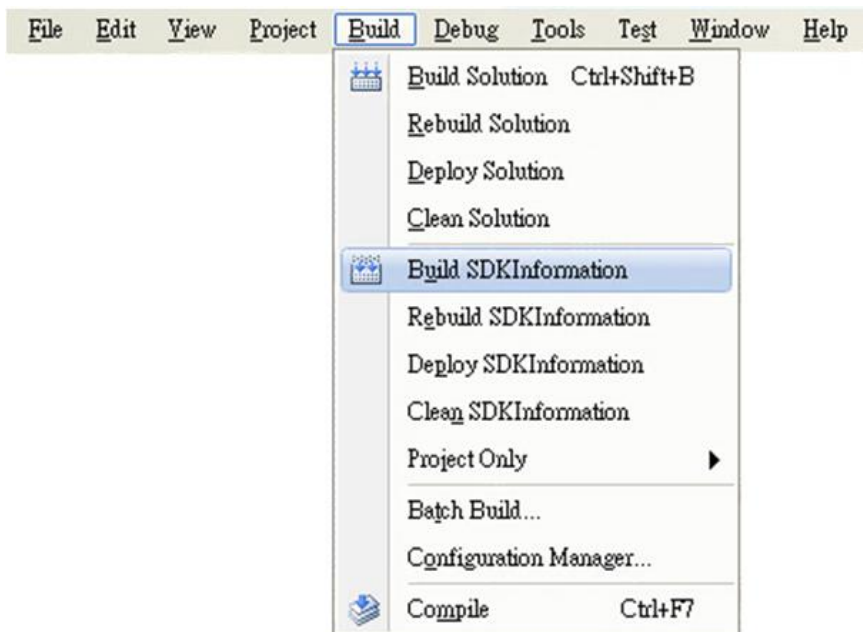 File Edit View Project Build Debug Tools Test Window Help
Build Solution Ctrl+Shift+B
Rebuild Solution
Deploy Solution
Clean Solution
Build SDKInformation
Rebuild SDKInformation
Deploy SDKInformation
Clean SDKInformation
Project Only
Batch Build...
Configuration Manager...
Compile Ctrl+F7